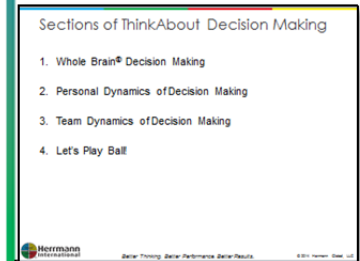 Sections of ThinkAbout Decision Making
1. Whole Brain® Decision Making
2. Personal Dynamics of Decision Making
3. Team Dynamics of Decision Making
4. Let's Play Ball!
Herrmann
International
Better Thinking. Better Performance. Better Results.